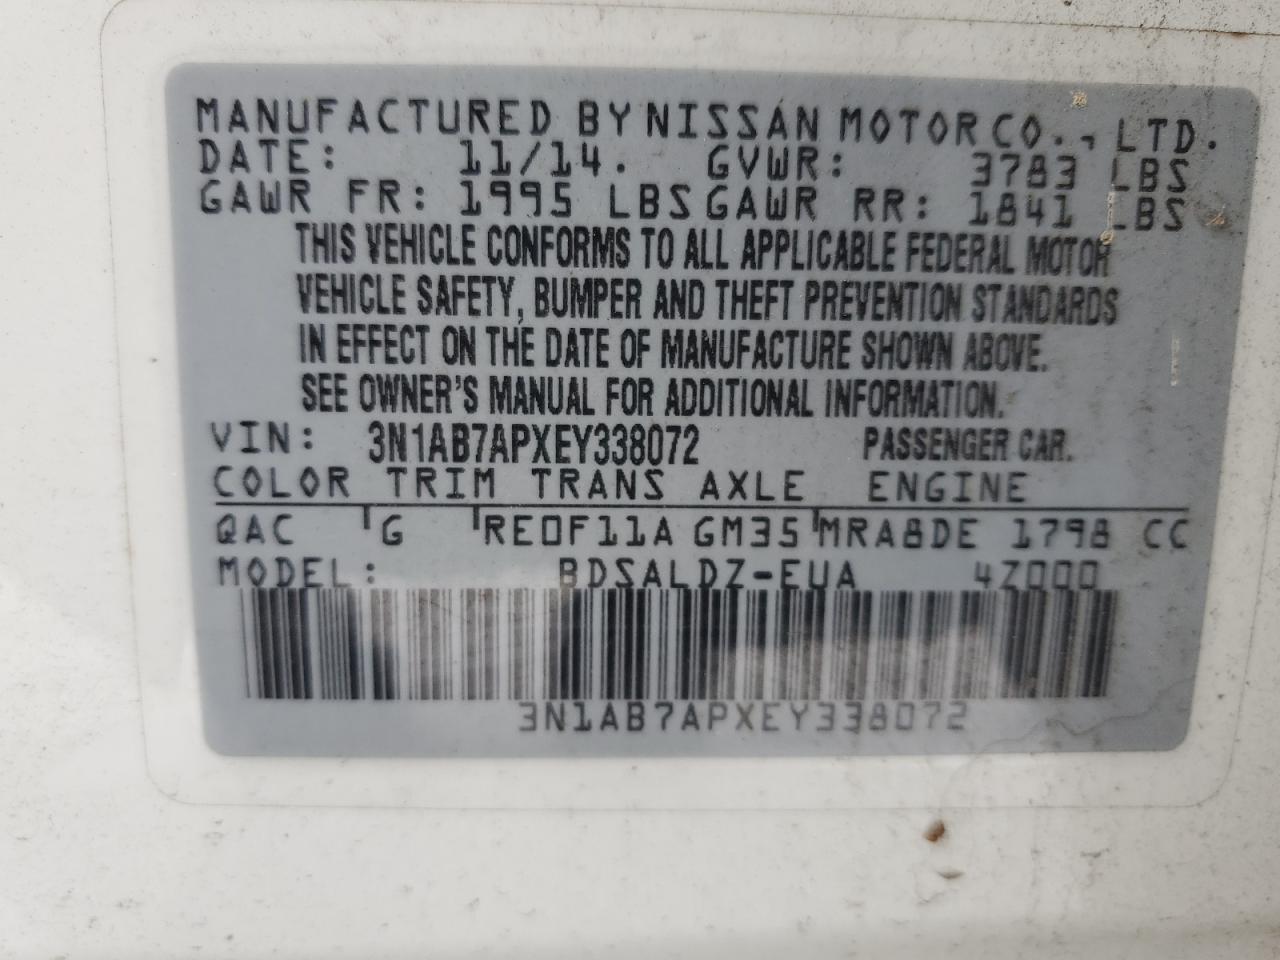 MANUFACTURED BY NISSAN MOTOR CO., LTD.
DATE: 11/14. GVWR: 3783 LBS
GAWR FR: 1995 LBS GAWR RR: 1841 LBS
THIS VEHICLE CONFORMS TO ALL APPLICABLE FEDERAL MOTOR
VEHICLE SAFETY, BUMPER AND THEFT PREVENTION STANDARDS
IN EFFECT ON THE DATE OF MANUFACTURE SHOWN ABOVE.
SEE OWNER'S MANUAL FOR ADDITIONAL INFORMATION.
VIN: 3N1AB7APXEY338072 PASSENGER CAR.
COLOR TRIM TRANS AXLE ENGINE
QAC G RE0F11A GM35 MRA8DE 1798 CC
MODEL: BDSALDZ-EUA 4Z000
3N1AB7APXEY338072